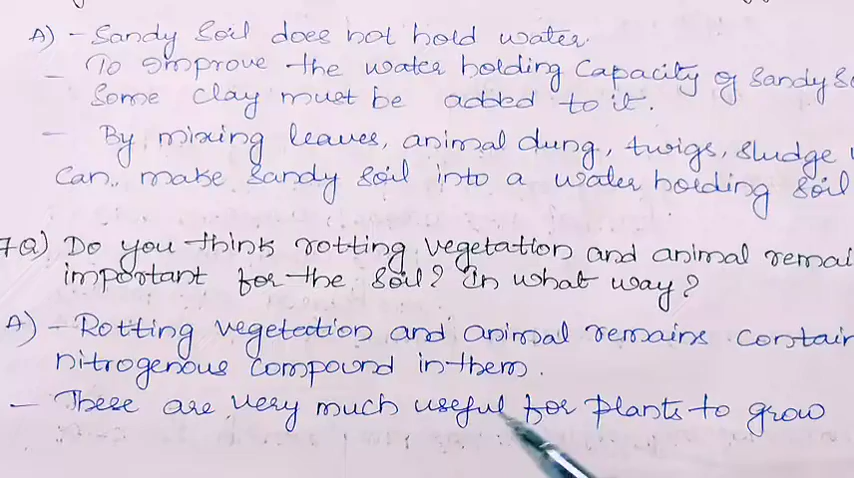 A) - Sandy Soil does not hold water.
- To improve the water holding Capacity of Sandy
Some clay must be added to it.
- By mixing leaves, animal dung, twigs, sludge
Can make Sandy Soil into a water holding Soil
7Q) Do you think rotting vegetation and animal remai
important for the Soil? In what way?
A) - Rotting vegetection and animal remains contain
nitrogenous compound in them.
- These are very much useful for plants to grow